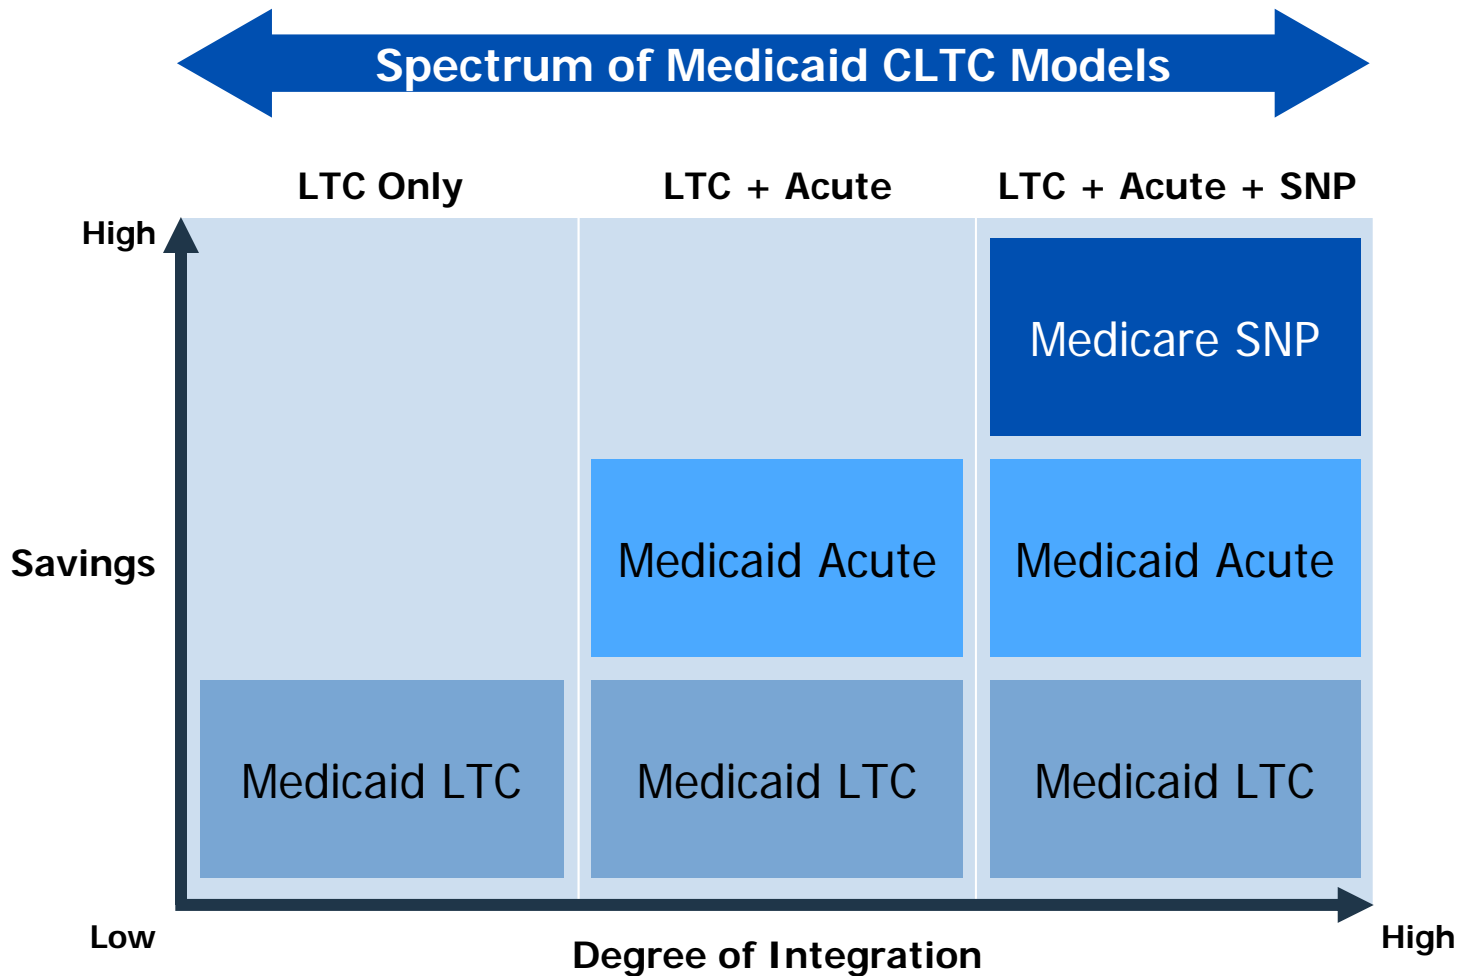 Spectrum of Medicaid CLTC Models
LTC Only
LTC + Acute
LTC + Acute + SNP
High
Medicare SNP
Savings
Medicaid Acute
Medicaid Acute
Medicaid LTC
Medicaid LTC
Medicaid LTC
Low
Degree of Integration
High